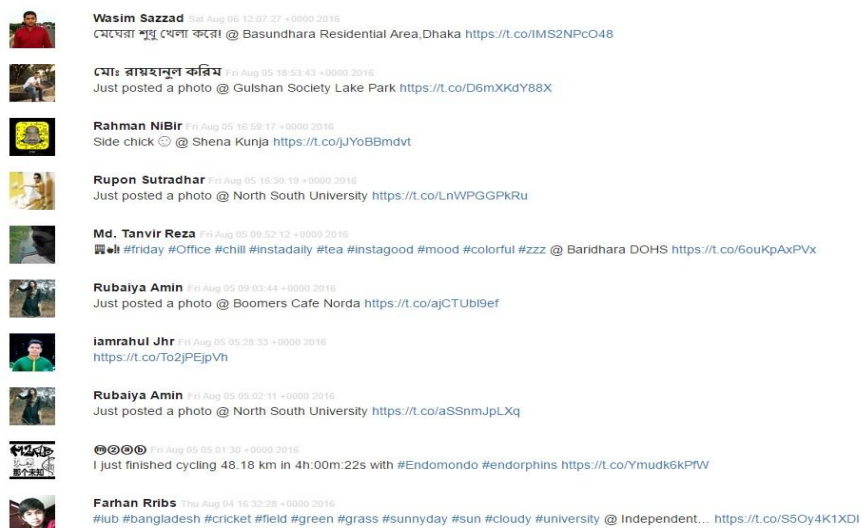 Wasim Sazzad Sat Aug 06 12:07:27 +0000 2016
মেঘেরা শুধু খেলা করে! @ Basundhara Residential Area,Dhaka https://t.co/IMS2NPcO48
মোঃ রায়হানুল করিম Fri Aug 05 18:53:43 +0000 2016
Just posted a photo @ Gulshan Society Lake Park https://t.co/D6mXKdY88X
Rahman NiBir Fri Aug 05 16:59:17 +0000 2016
Side chick 😏 @ Shena Kunja https://t.co/jJYoBBmdvt
Rupon Sutradhar Fri Aug 05 16:30:19 +0000 2016
Just posted a photo @ North South University https://t.co/LnWPGGPkRu
Md. Tanvir Reza Fri Aug 05 09:52:12 +0000 2016
#friday #Office #chill #instadaily #tea #instagood #mood #colorful #zzz @ Baridhara DOHS https://t.co/6ouKpAxPVx
Rubaiya Amin Fri Aug 05 09:03:44 +0000 2016
Just posted a photo @ Boomers Cafe Norda https://t.co/ajCTUbl9ef
iamrahul Jhr Fri Aug 05 05:28:33 +0000 2016
https://t.co/To2jPEjpVh
Rubaiya Amin Fri Aug 05 05:02:11 +0000 2016
Just posted a photo @ North South University https://t.co/aSSnmJpLXq
ⓜ②ⓐⓑ Fri Aug 05 05:01:30 +0000 2016
I just finished cycling 48.18 km in 4h:00m:22s with #Endomondo #endorphins https://t.co/Ymudk6kPfW
那个未知
Farhan Rribs Thu Aug 04 16:32:28 +0000 2016
#iub #bangladesh #cricket #field #green #grass #sunnyday #sun #cloudy #university @ Independent… https://t.co/S5Oy4K1XDI